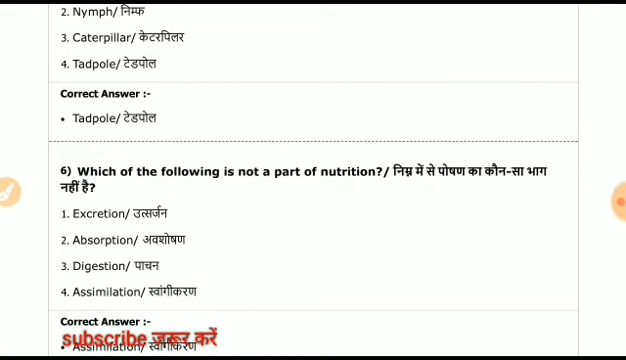 2. Nymph/ निम्फ
3. Caterpillar/ केटरपिलर
4. Tadpole/ टेडपोल
Correct Answer :-
• Tadpole/ टेडपोल
6) Which of the following is not a part of nutrition?/ निम्न में से पोषण का कौन-सा भाग
नहीं है?
1. Excretion/ उत्सर्जन
2. Absorption/ अवशोषण
3. Digestion/ पाचन
4. Assimilation/ स्वांगीकरण
Correct Answer :-
subscribe जरूर करें
• Assimilation/ स्वांगीकरण